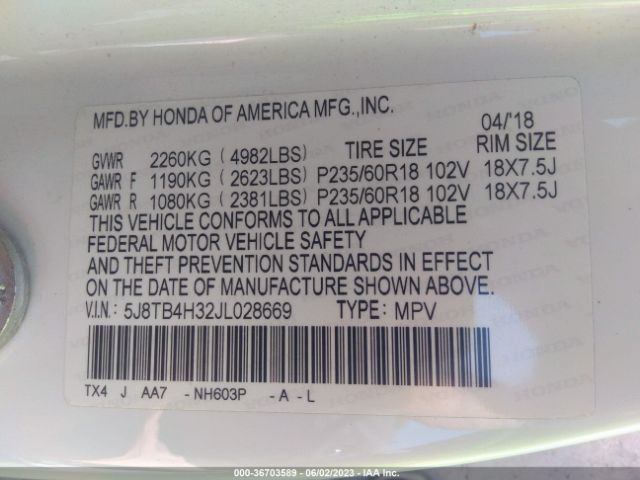 MFD.BY HONDA OF AMERICA MFG.,INC.
04/'18
GVWR 2260KG ( 4982LBS) TIRE SIZE RIM SIZE
GAWR F 1190KG ( 2623LBS) P235/60R18 102V 18X7.5J
GAWR R 1080KG ( 2381LBS) P235/60R18 102V 18X7.5J
THIS VEHICLE CONFORMS TO ALL APPLICABLE
FEDERAL MOTOR VEHICLE SAFETY
AND THEFT PREVENTION STANDARDS IN EFFECT
ON THE DATE OF MANUFACTURE SHOWN ABOVE.
V.I.N.: 5J8TB4H32JL028669 TYPE: MPV
TX4 J AA7 - NH603P - A - L
000-36703589 - 06/02/2023 - IAA Inc.